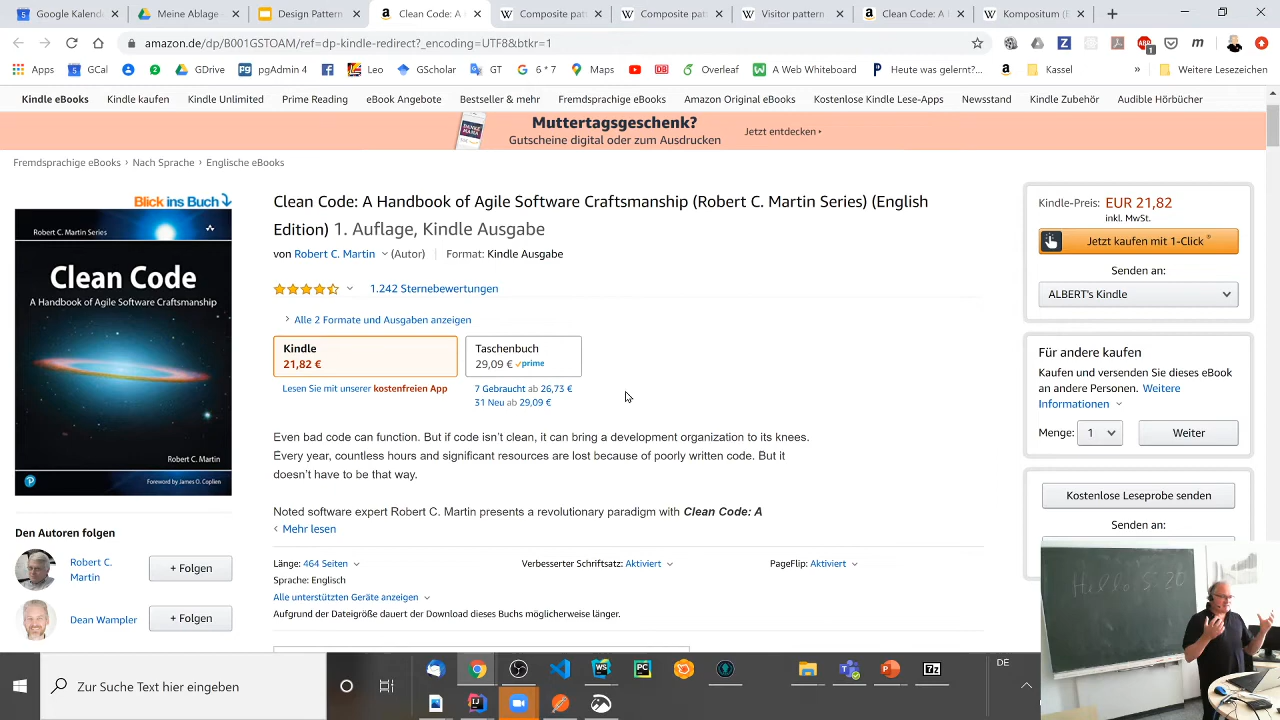 Google Kalender
Meine Ablage
Design Pattern
Clean Code: A
Composite pat
Composite pat
Visitor pattern
Clean Code: A
Kompositum (E
amazon.de/dp/B001GSTOAM/ref=dp-kindle-redirect?_encoding=UTF8&btkr=1
Apps
GCal
GDrive
pgAdmin 4
Leo
GScholar
GT
6 * 7
Maps
Overleaf
A Web Whiteboard
Heute was gelernt?...
Kassel
»
Weitere Lesezeichen
Kindle eBooks
Kindle kaufen
Kindle Unlimited
Prime Reading
eBook Angebote
Bestseller & mehr
Fremdsprachige eBooks
Amazon Original eBooks
Kostenlose Kindle Lese-Apps
Newsstand
Kindle Zubehör
Audible Hörbücher
Muttertagsgeschenk?
Gutscheine digital oder zum Ausdrucken
Jetzt entdecken
Fremdsprachige eBooks › Nach Sprache › Englische eBooks
Blick ins Buch
Robert C. Martin Series
Clean Code
A Handbook of Agile Software Craftsmanship
Robert C. Martin
Foreword by James O. Coplien
Den Autoren folgen
Robert C.
Martin
+ Folgen
Dean Wampler
+ Folgen
Clean Code: A Handbook of Agile Software Craftsmanship (Robert C. Martin Series) (English
Edition) 1. Auflage, Kindle Ausgabe
von Robert C. Martin (Autor) | Format: Kindle Ausgabe
1.242 Sternebewertungen
› Alle 2 Formate und Ausgaben anzeigen
Kindle
21,82 €
Lesen Sie mit unserer kostenfreien App
Taschenbuch
29,09 € prime
7 Gebraucht ab 26,73 €
31 Neu ab 29,09 €
Even bad code can function. But if code isn't clean, it can bring a development organization to its knees.
Every year, countless hours and significant resources are lost because of poorly written code. But it
doesn't have to be that way.
Noted software expert Robert C. Martin presents a revolutionary paradigm with Clean Code: A
‹ Mehr lesen
Länge: 464 Seiten
Verbesserter Schriftsatz: Aktiviert
PageFlip: Aktiviert
Sprache: Englisch
Alle unterstützten Geräte anzeigen
Aufgrund der Dateigröße dauert der Download dieses Buchs möglicherweise länger.
Kindle-Preis: EUR 21,82
inkl. MwSt.
Jetzt kaufen mit 1-Click®
Senden an:
ALBERT's Kindle
Für andere kaufen
Kaufen und versenden Sie dieses eBook
an andere Personen. Weitere
Informationen
Menge: 1
Weiter
Kostenlose Leseprobe senden
Senden an:
Hello
Zur Suche Text hier eingeben
DE